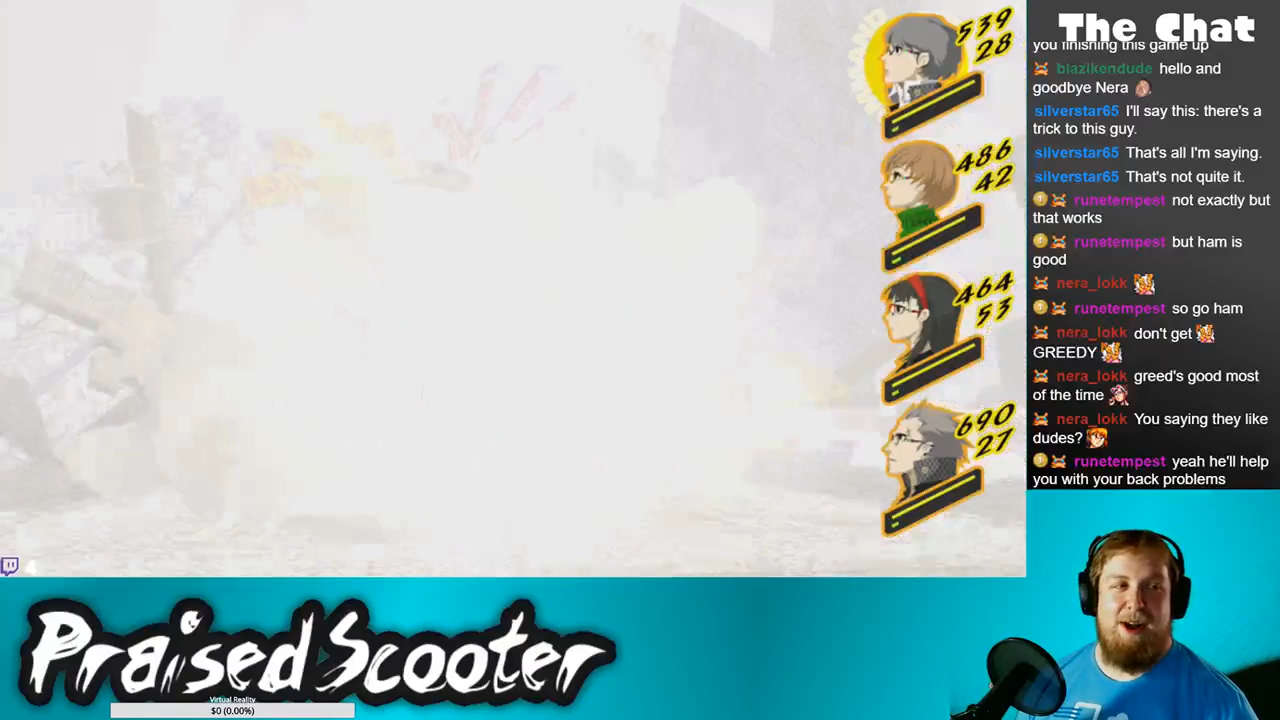 The Chat
you finishing this game up
blazikendude hello and
goodbye Nera
silverstar65 I'll say this: there's a
trick to this guy.
silverstar65 That's all I'm saying.
silverstar65 That's not quite it.
runetempest not exactly but
that works
runetempest but ham is
good
nera_lokk
runetempest so go ham
nera_lokk don't get
GREEDY
nera_lokk greed's good most
of the time
nera_lokk You saying they like
dudes?
runetempest yeah he'll help
you with your back problems
539
28
486
42
464
53
690
27
4
Praised Scooter
Virtual Reality
$0 (0.00%)